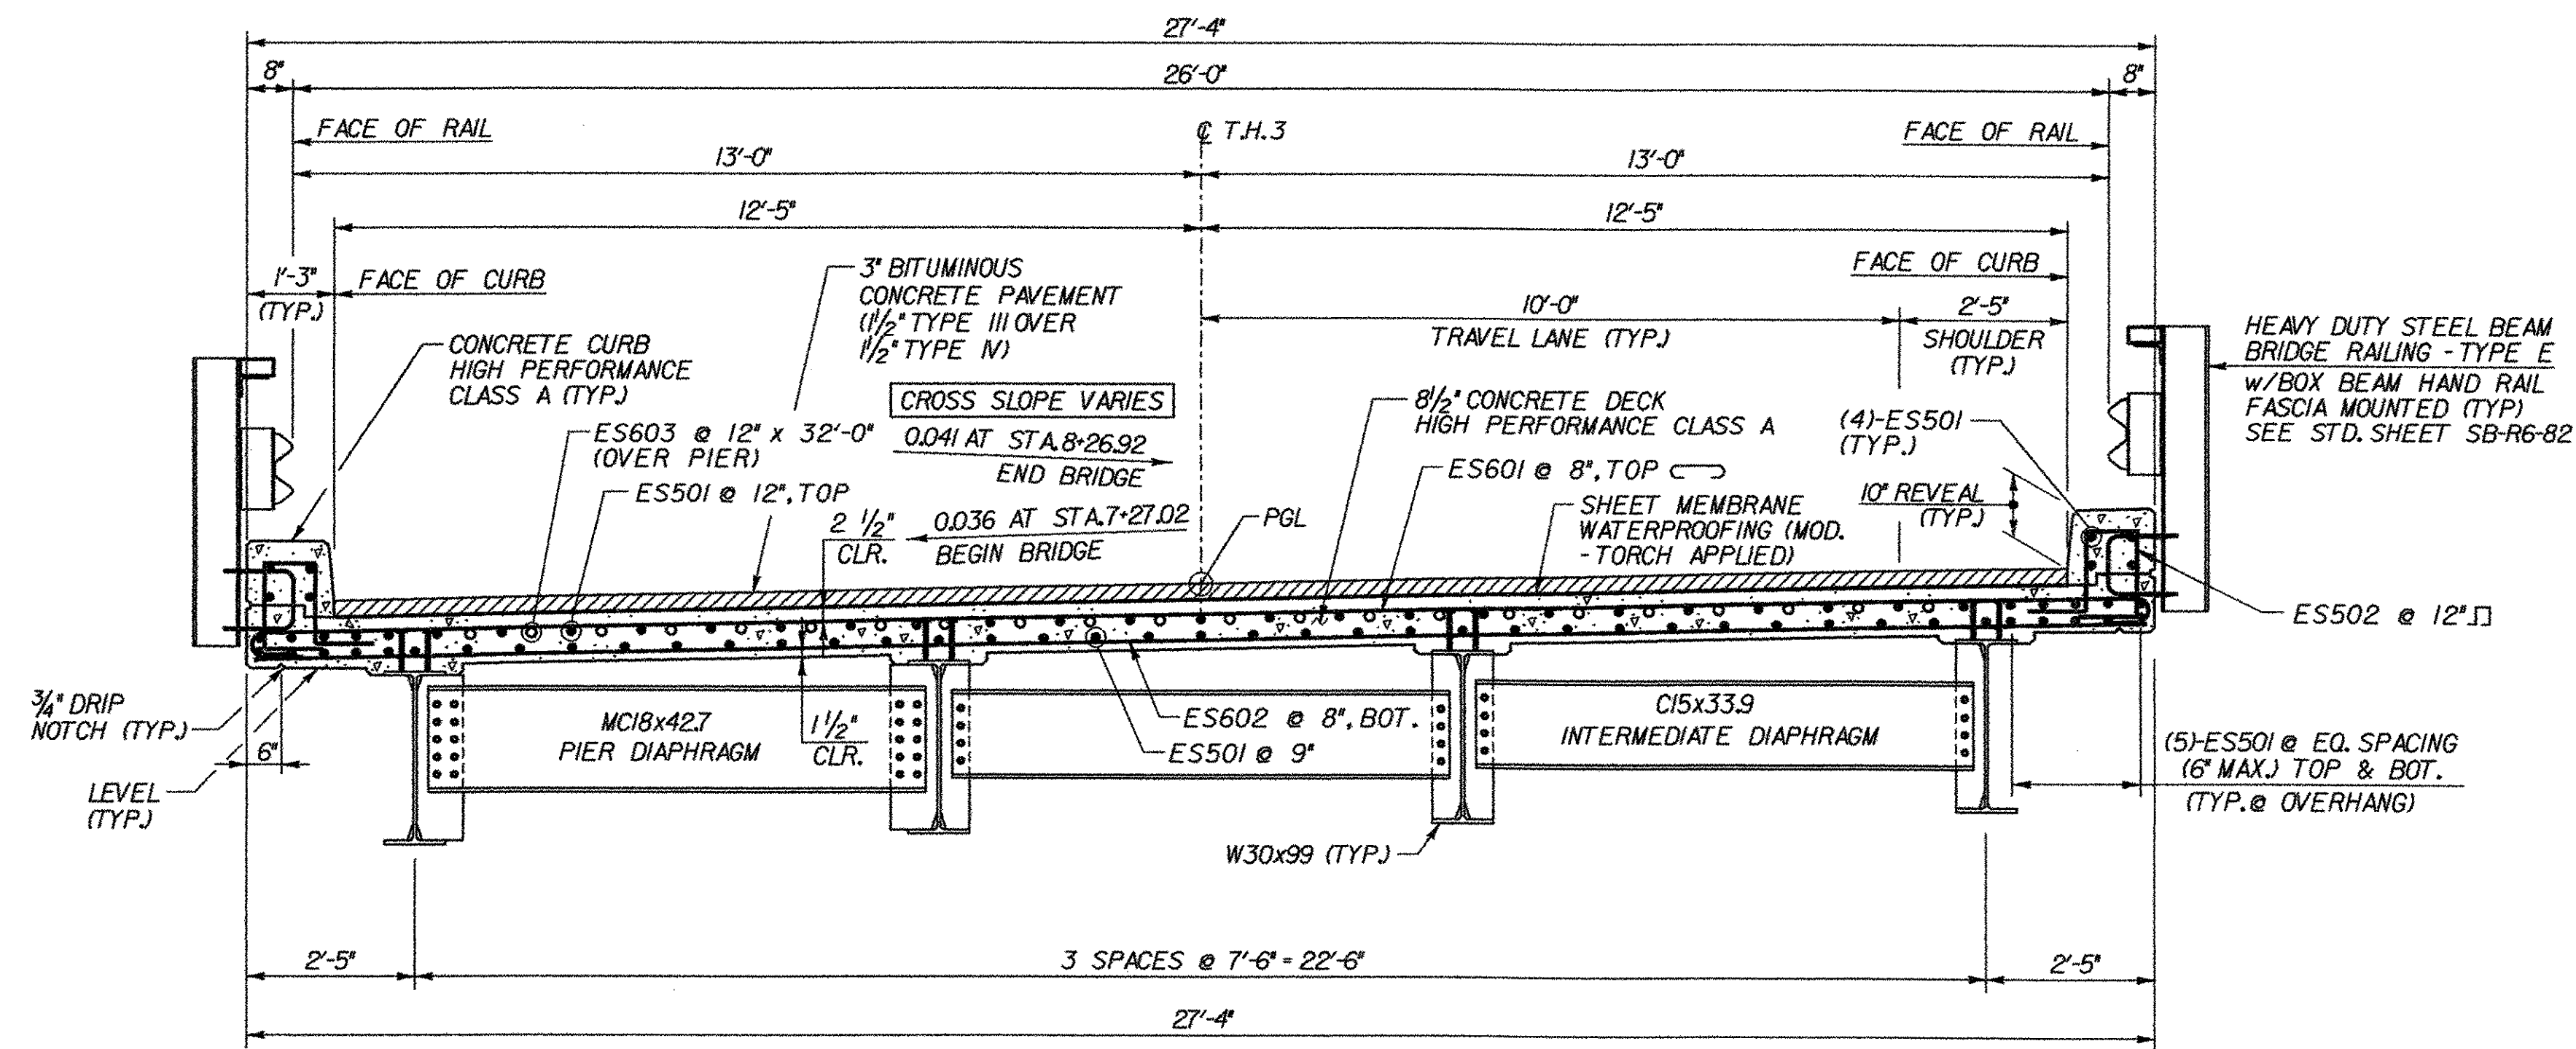 27'-4"
8"
26'-0"
8"
FACE OF RAIL
℄ T.H.3
FACE OF RAIL
13'-0"
13'-0"
12'-5"
12'-5"
1'-3"
(TYP.)
FACE OF CURB
3" BITUMINOUS
CONCRETE PAVEMENT
(1 1/2" TYPE III OVER
1 1/2" TYPE IV)
FACE OF CURB
10'-0"
TRAVEL LANE (TYP.)
2'-5"
SHOULDER
(TYP.)
HEAVY DUTY STEEL BEAM
BRIDGE RAILING - TYPE E
w/BOX BEAM HAND RAIL
FASCIA MOUNTED (TYP)
SEE STD. SHEET SB-R6-82
CONCRETE CURB
HIGH PERFORMANCE
CLASS A (TYP.)
CROSS SLOPE VARIES
0.041 AT STA. 8+26.92
END BRIDGE
8 1/2" CONCRETE DECK
HIGH PERFORMANCE CLASS A
(4)-ES501
(TYP.)
ES603 @ 12" x 32'-0"
(OVER PIER)
ES501 @ 12", TOP
ES601 @ 8", TOP
10" REVEAL
(TYP.)
2 1/2"
CLR.
0.036 AT STA. 7+27.02
BEGIN BRIDGE
PGL
SHEET MEMBRANE
WATERPROOFING (MOD.
- TORCH APPLIED)
ES502 @ 12"
3/4" DRIP
NOTCH (TYP.)
6"
LEVEL
(TYP.)
MC18x42.7
PIER DIAPHRAGM
1 1/2"
CLR.
ES602 @ 8", BOT.
ES501 @ 9"
C15x33.9
INTERMEDIATE DIAPHRAGM
(5)-ES501 @ EQ. SPACING
(6" MAX.) TOP & BOT.
(TYP. @ OVERHANG)
W30x99 (TYP.)
2'-5"
3 SPACES @ 7'-6" = 22'-6"
2'-5"
27'-4"